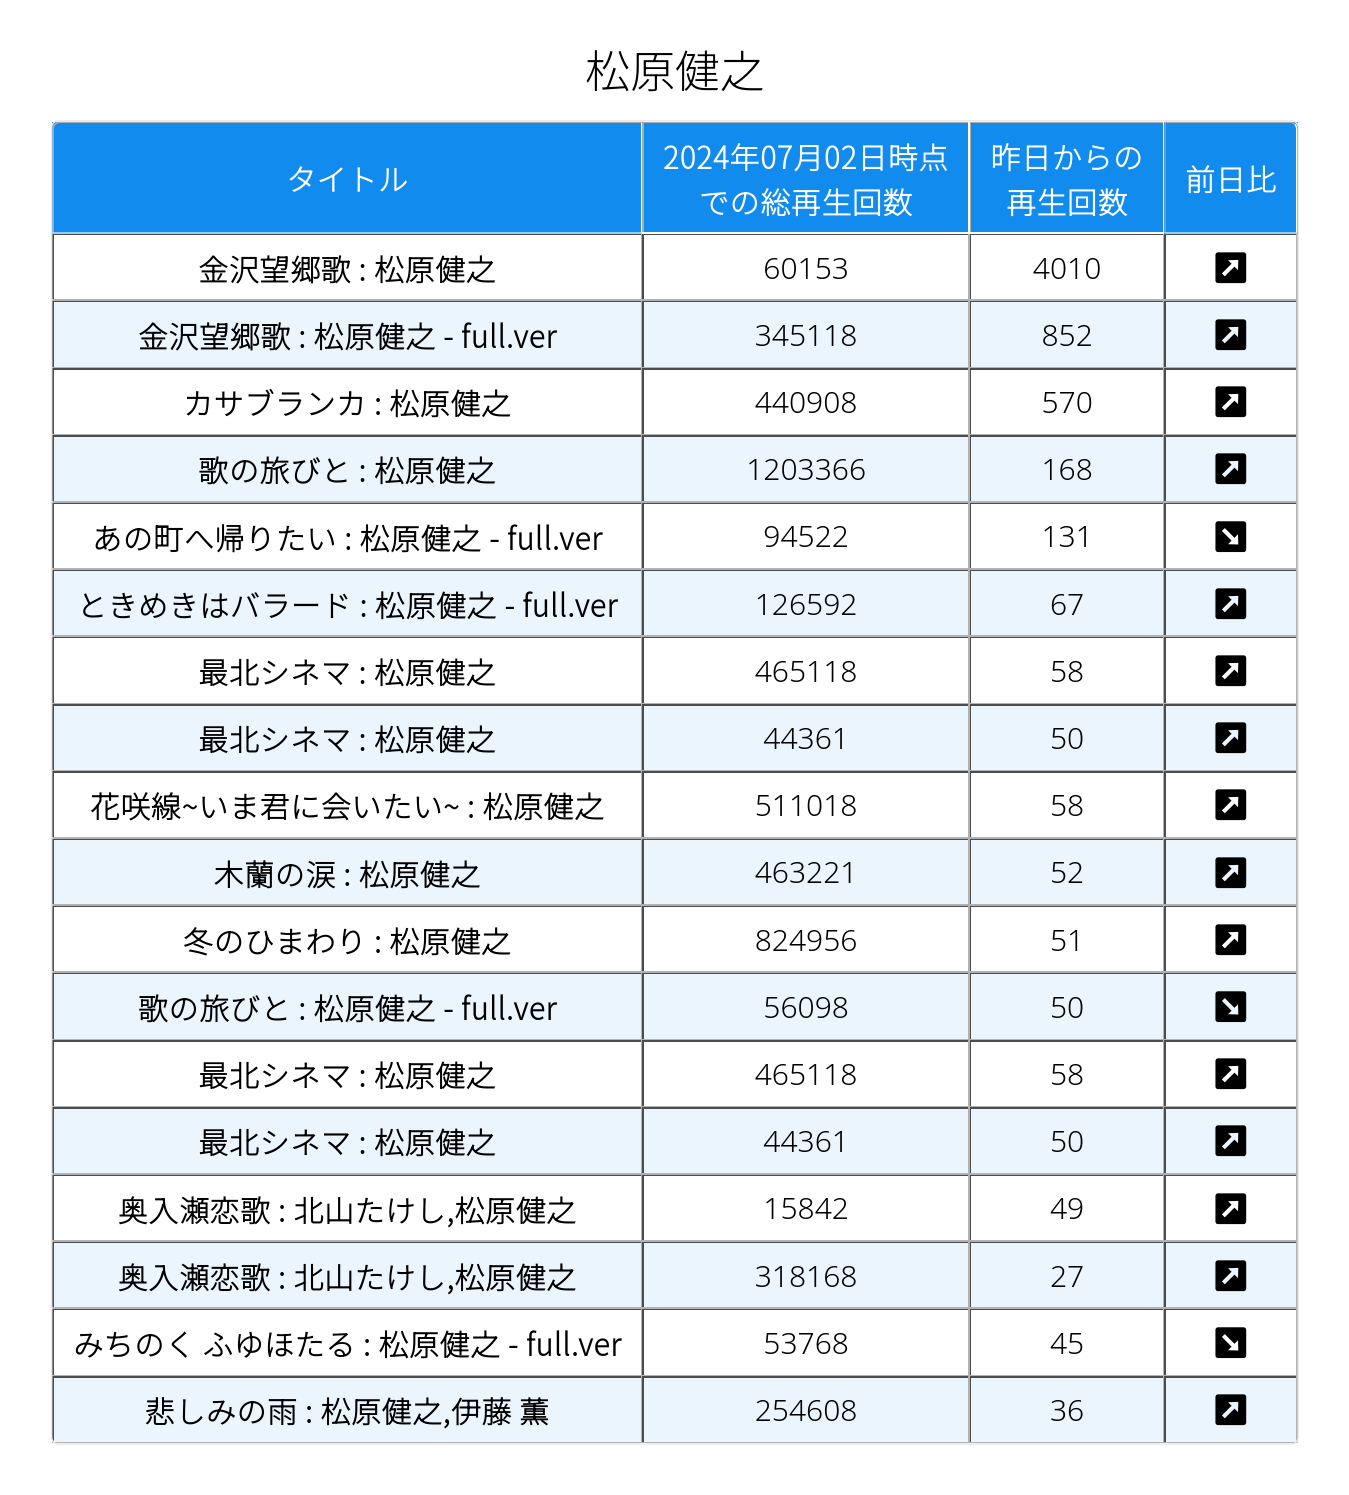 松原健之
タイトル 2024年07月02日時点 昨日からの 前日比
での総再生回数 再生回数
金沢望郷歌 : 松原健之 60153 4010
金沢望郷歌 : 松原健之 - full.ver 345118 852
カサブランカ : 松原健之 440908 570
歌の旅びと : 松原健之 1203366 168
あの町へ帰りたい : 松原健之 - full.ver 94522 131
ときめきはバラード : 松原健之 - full.ver 126592 67
最北シネマ : 松原健之 465118 58
最北シネマ : 松原健之 44361 50
花咲線~いま君に会いたい~ : 松原健之 511018 58
木蘭の涙 : 松原健之 463221 52
冬のひまわり : 松原健之 824956 51
歌の旅びと : 松原健之 - full.ver 56098 50
最北シネマ : 松原健之 465118 58
最北シネマ : 松原健之 44361 50
奥入瀬恋歌 : 北山たけし,松原健之 15842 49
奥入瀬恋歌 : 北山たけし,松原健之 318168 27
みちのく ふゆほたる : 松原健之 - full.ver 53768 45
悲しみの雨 : 松原健之,伊藤 薫 254608 36